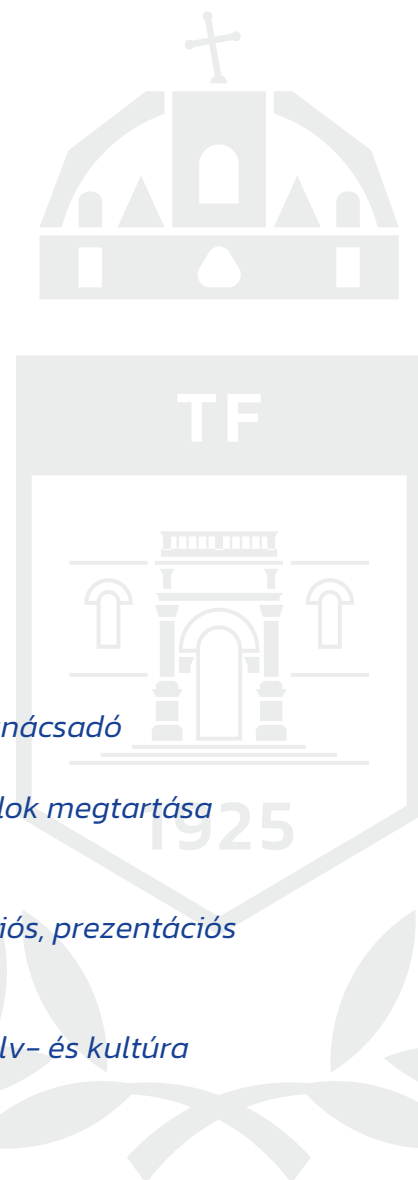 TF
nácsadó
lok megtartása
1925
iós, prezentációs
lv- és kultúra